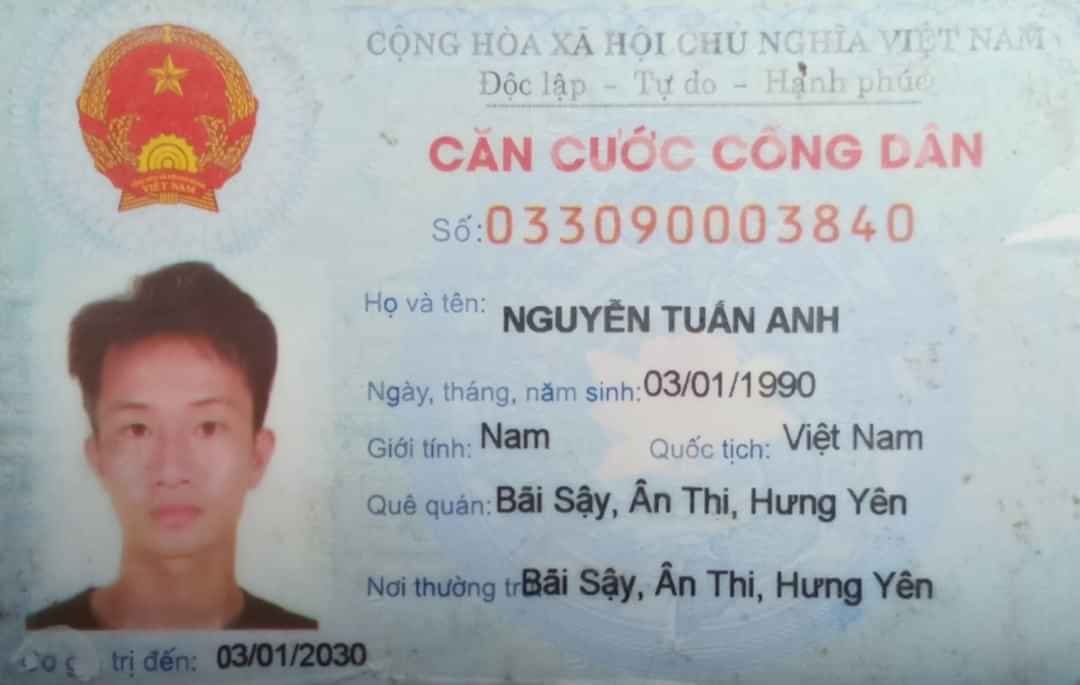 CỘNG HÒA XÃ HỘI CHỦ NGHĨA VIỆT NAM
Độc lập - Tự do - Hạnh phúc
CĂN CƯỚC CÔNG DÂN
Số: 033090003840
Họ và tên: NGUYỄN TUẤN ANH
Ngày, tháng, năm sinh: 03/01/1990
Giới tính: Nam Quốc tịch: Việt Nam
Quê quán: Bãi Sậy, Ân Thi, Hưng Yên
Nơi thường tr Bãi Sậy, Ân Thi, Hưng Yên
trị đến: 03/01/2030
VIỆT NAM